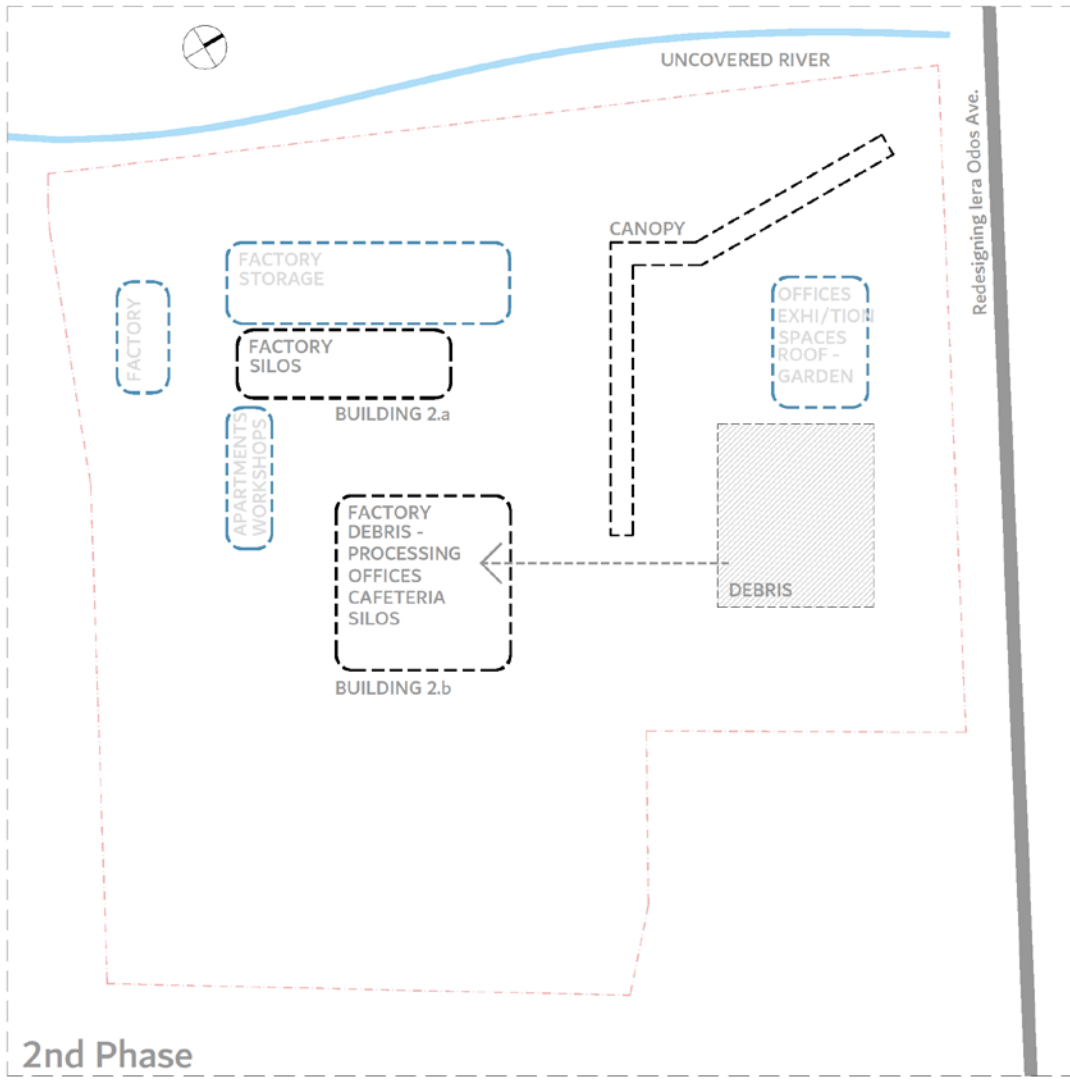 UNCOVERED RIVER
Redesigning Iera Odos Ave.
CANOPY
FACTORY
STORAGE
FACTORY
OFFICES
EXHI/TION
SPACES
ROOF -
GARDEN
FACTORY
SILOS
BUILDING 2.a
APARTMENTS
WORKSHOPS
FACTORY
DEBRIS -
PROCESSING
OFFICES
CAFETERIA
SILOS
DEBRIS
BUILDING 2.b
2nd Phase